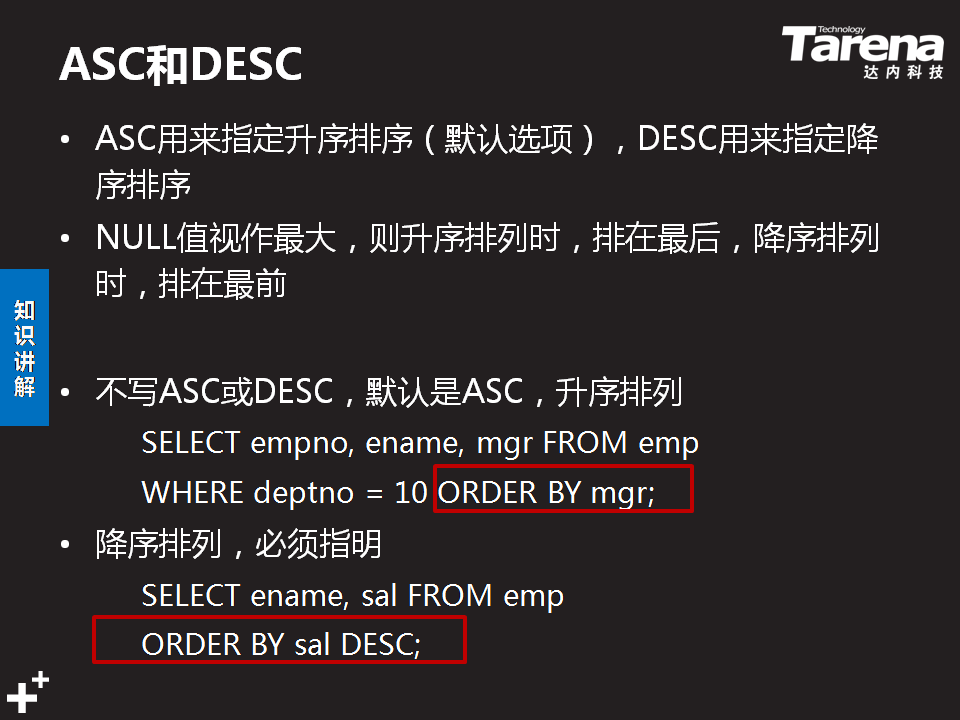 ASC和DESC
Technology
Tarena
达内科技
• ASC用来指定升序排序（默认选项），DESC用来指定降
序排序
• NULL值视作最大，则升序排列时，排在最后，降序排列
时，排在最前
知识讲解
• 不写ASC或DESC，默认是ASC，升序排列
SELECT empno, ename, mgr FROM emp
WHERE deptno = 10 ORDER BY mgr;
• 降序排列，必须指明
SELECT ename, sal FROM emp
ORDER BY sal DESC;